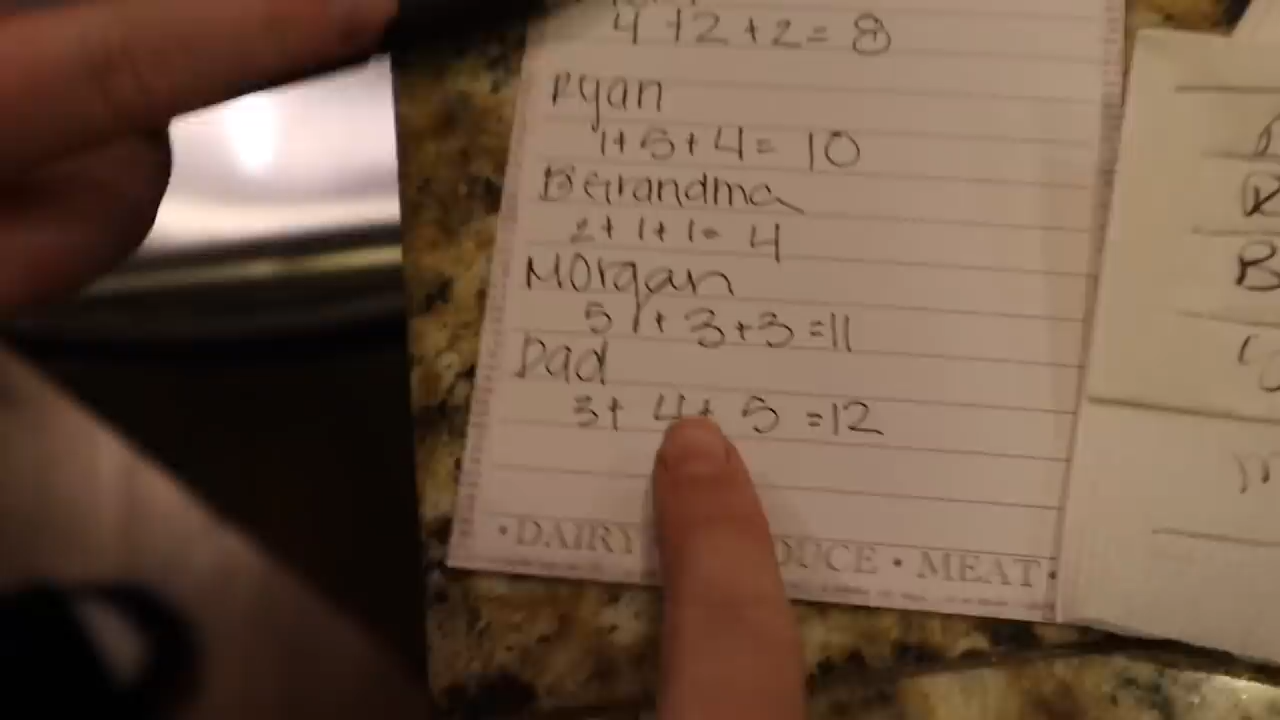 4+2+2=8
Ryan
1+5+4=10
B Grandma
2+1+1=4
Morgan
5+3+3=11
Dad
3+4+5=12
•DAIRY DUCE • MEAT•
B